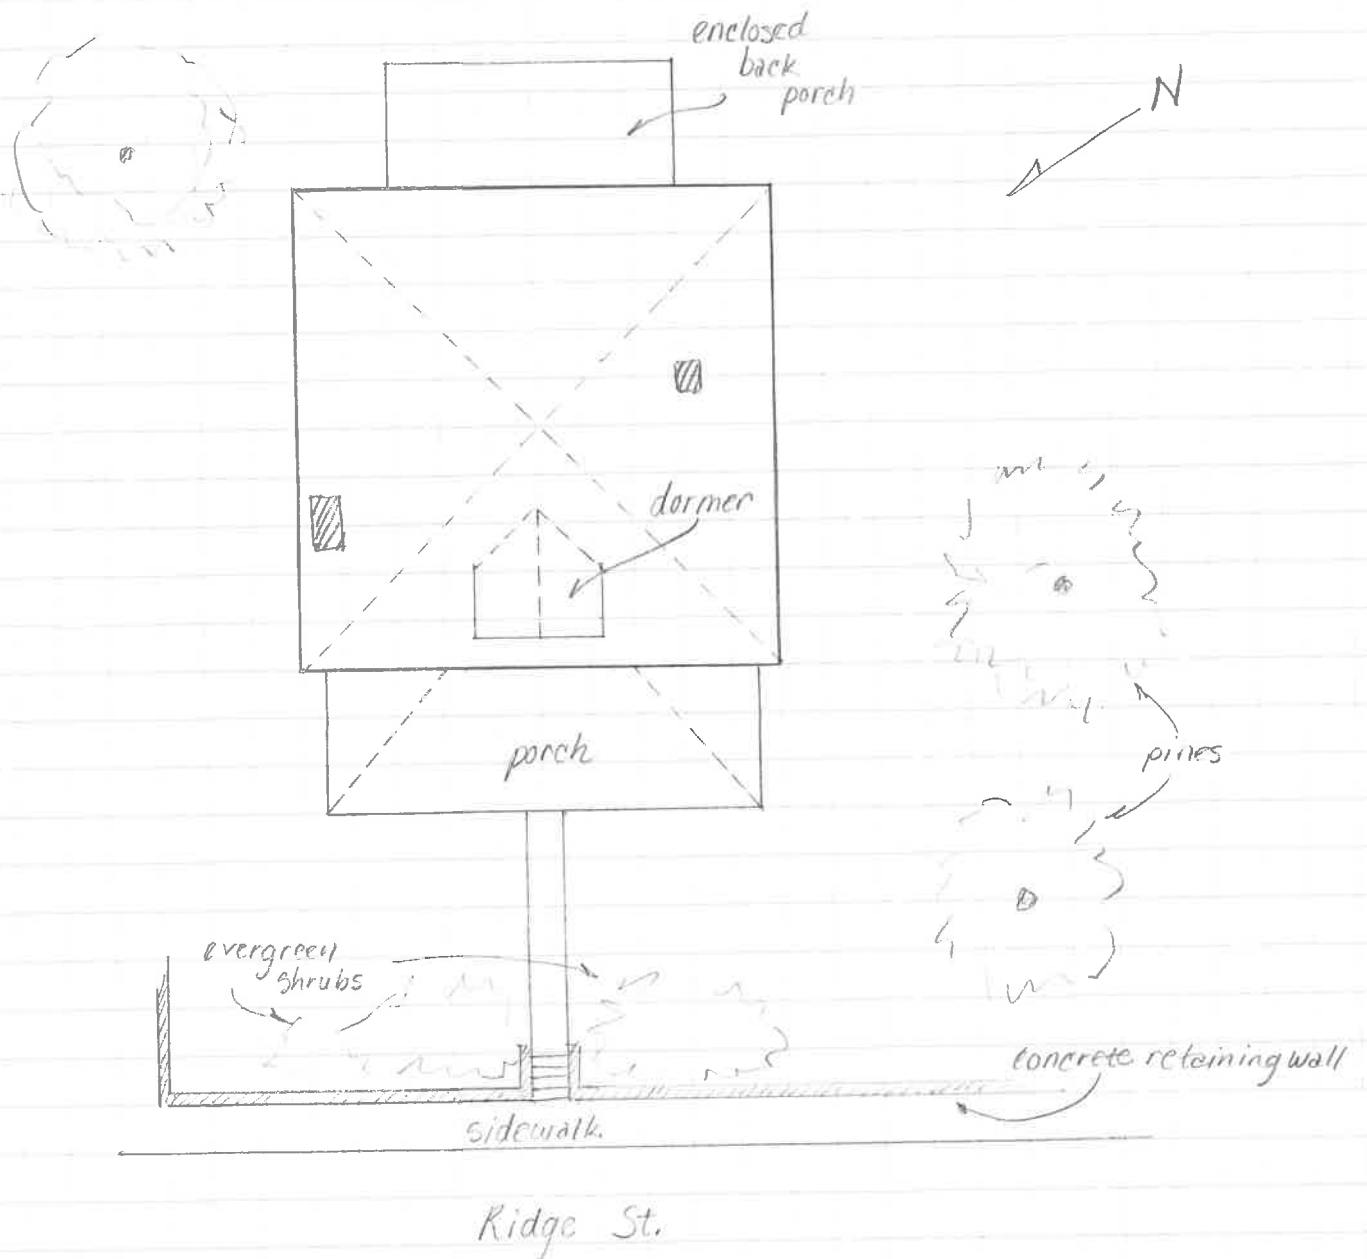 enclosed
back
porch
N
dormer
porch
pines
evergreen
shrubs
concrete retaining wall
sidewalk.
Ridge St.